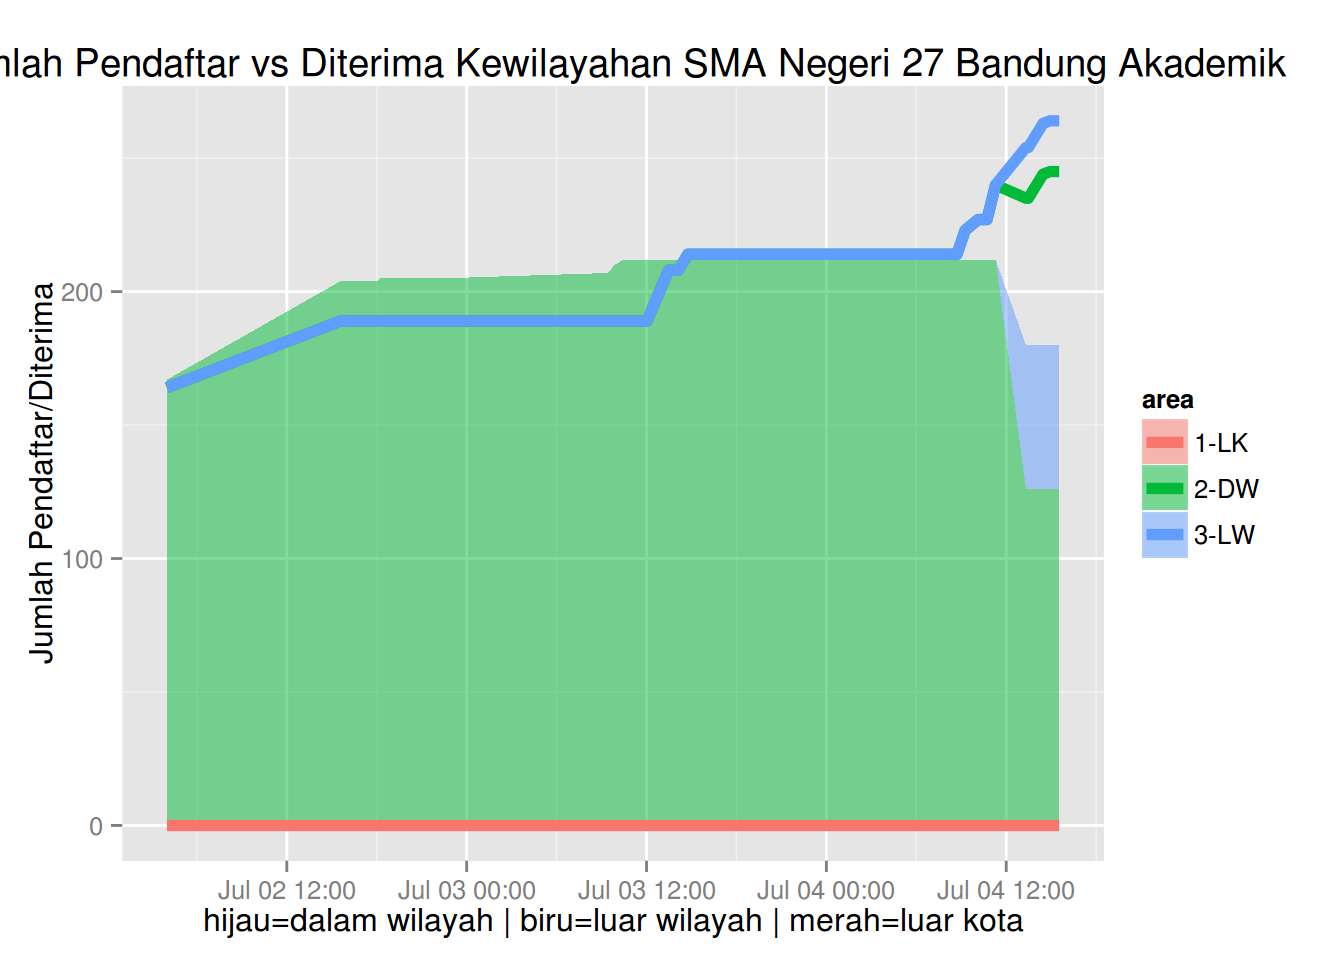 mlah Pendaftar vs Diterima Kewilayahan SMA Negeri 27 Bandung Akademik
Jumlah Pendaftar/Diterima
200
100
0
Jul 02 12:00
Jul 03 00:00
Jul 03 12:00
Jul 04 00:00
Jul 04 12:00
hijau=dalam wilayah | biru=luar wilayah | merah=luar kota
area
1-LK
2-DW
3-LW